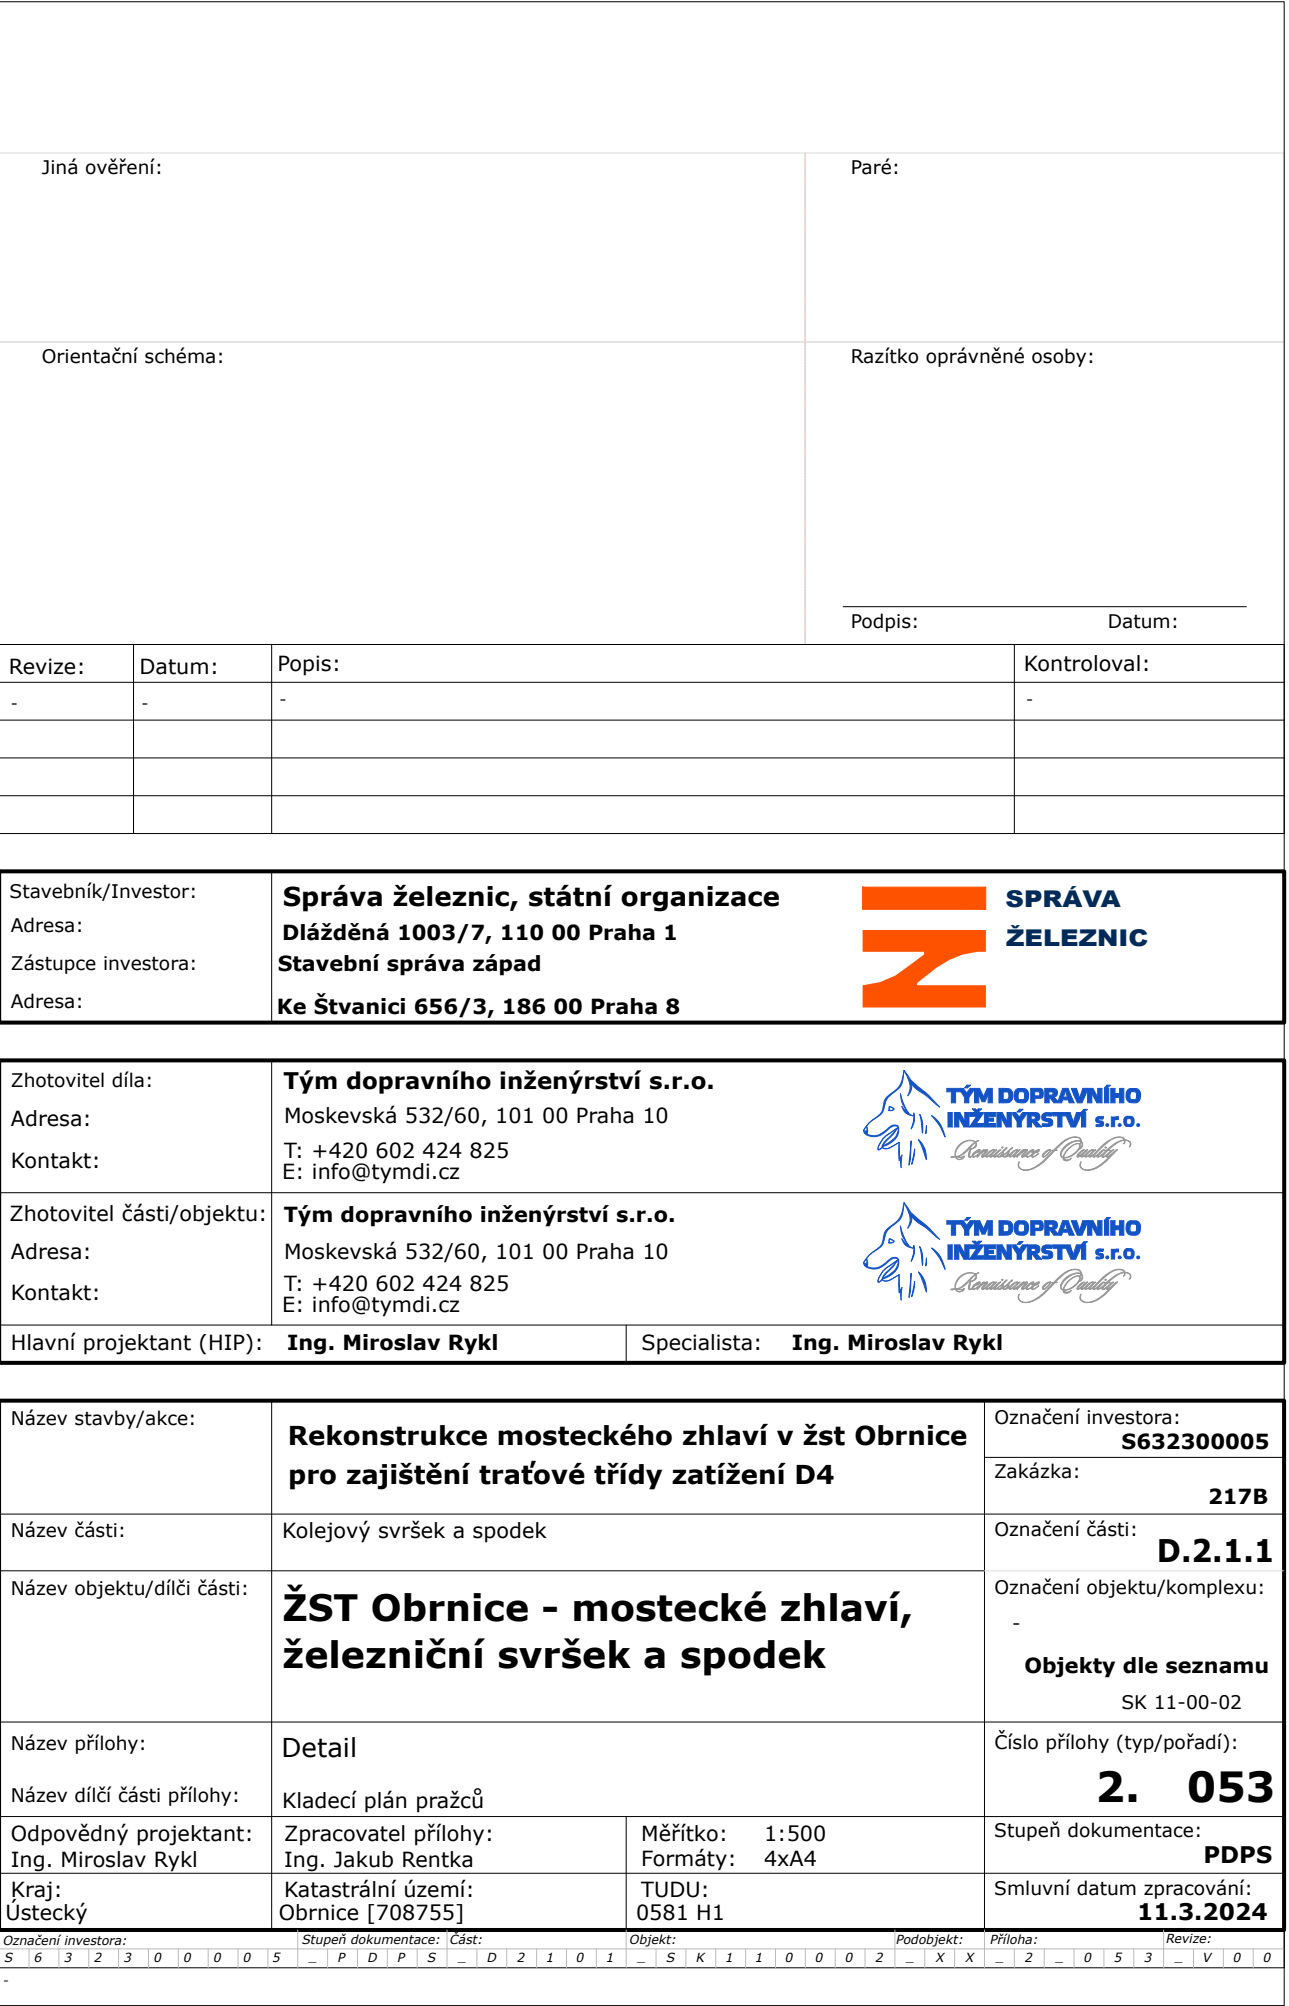 Jiná ověření:
Paré:
Orientační schéma:
Razítko oprávněné osoby:
Podpis: Datum:
Revize: Datum: Popis: Kontroloval:
- - - -
Stavebník/Investor: Správa železnic, státní organizace
Adresa: Dlážděná 1003/7, 110 00 Praha 1
Zástupce investora: Stavební správa západ
Adresa: Ke Štvanici 656/3, 186 00 Praha 8
SPRÁVA
ŽELEZNIC
Zhotovitel díla: Tým dopravního inženýrství s.r.o.
Adresa: Moskevská 532/60, 101 00 Praha 10
Kontakt: T: +420 602 424 825
E: info@tymdi.cz
TÝM DOPRAVNÍHO
INŽENÝRSTVÍ s.r.o.
Renaissance of Quality
Zhotovitel části/objektu: Tým dopravního inženýrství s.r.o.
Adresa: Moskevská 532/60, 101 00 Praha 10
Kontakt: T: +420 602 424 825
E: info@tymdi.cz
TÝM DOPRAVNÍHO
INŽENÝRSTVÍ s.r.o.
Renaissance of Quality
Hlavní projektant (HIP): Ing. Miroslav Rykl Specialista: Ing. Miroslav Rykl
Název stavby/akce: Rekonstrukce mosteckého zhlaví v žst Obrnice
pro zajištění traťové třídy zatížení D4
Označení investora:
S632300005
Zakázka:
217B
Název části: Kolejový svršek a spodek
Označení části:
D.2.1.1
Název objektu/dílči části: ŽST Obrnice - mostecké zhlaví,
železniční svršek a spodek
Označení objektu/komplexu:
-
Objekty dle seznamu
SK 11-00-02
Název přílohy: Detail
Název dílčí části přílohy: Kladecí plán pražců
Číslo přílohy (typ/pořadí):
2. 053
Odpovědný projektant: Zpracovatel přílohy: Měřítko: 1:500 Stupeň dokumentace:
Ing. Miroslav Rykl Ing. Jakub Rentka Formáty: 4xA4 PDPS
Kraj: Katastrální území: TUDU: Smluvní datum zpracování:
Ústecký Obrnice [708755] 0581 H1 11.3.2024
Označení investora: Stupeň dokumentace: Část: Objekt: Podobjekt: Příloha: Revize:
S 6 3 2 3 0 0 0 0 5 _ P D P S _ D 2 1 0 1 _ S K 1 1 0 0 0 2 _ X X _ 2 _ 0 5 3 _ V 0 0
-